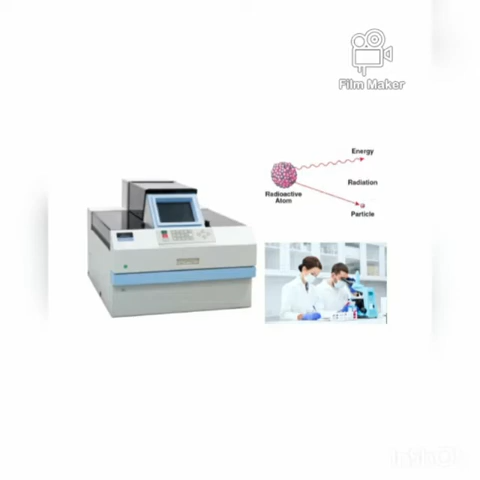 Film Maker
Energy
Radiation
Radioactive
Atom
Particle